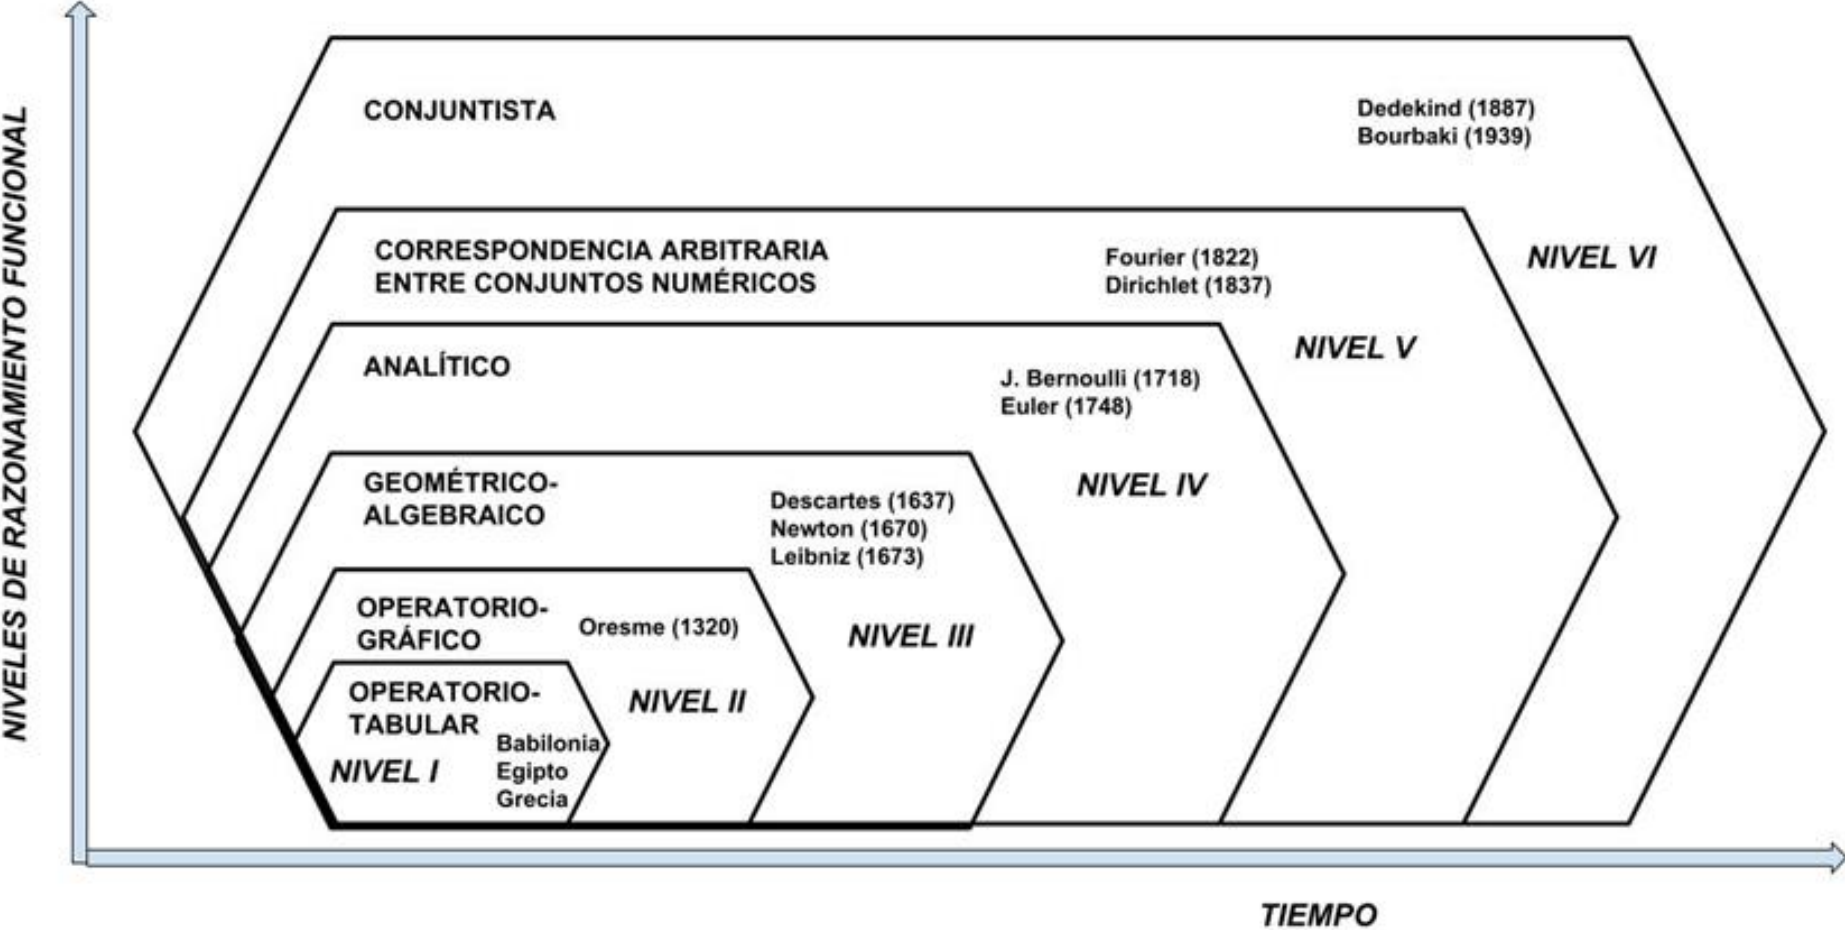 NIVELES DE RAZONAMIENTO FUNCIONAL
CONJUNTISTA
Dedekind (1887)
Bourbaki (1939)
NIVEL VI
CORRESPONDENCIA ARBITRARIA
ENTRE CONJUNTOS NUMÉRICOS
Fourier (1822)
Dirichlet (1837)
NIVEL V
ANALÍTICO
J. Bernoulli (1718)
Euler (1748)
NIVEL IV
GEOMÉTRICO-
ALGEBRAICO
Descartes (1637)
Newton (1670)
Leibniz (1673)
NIVEL III
OPERATORIO-
GRÁFICO
Oresme (1320)
NIVEL II
OPERATORIO-
TABULAR
NIVEL I
Babilonia
Egipto
Grecia
TIEMPO